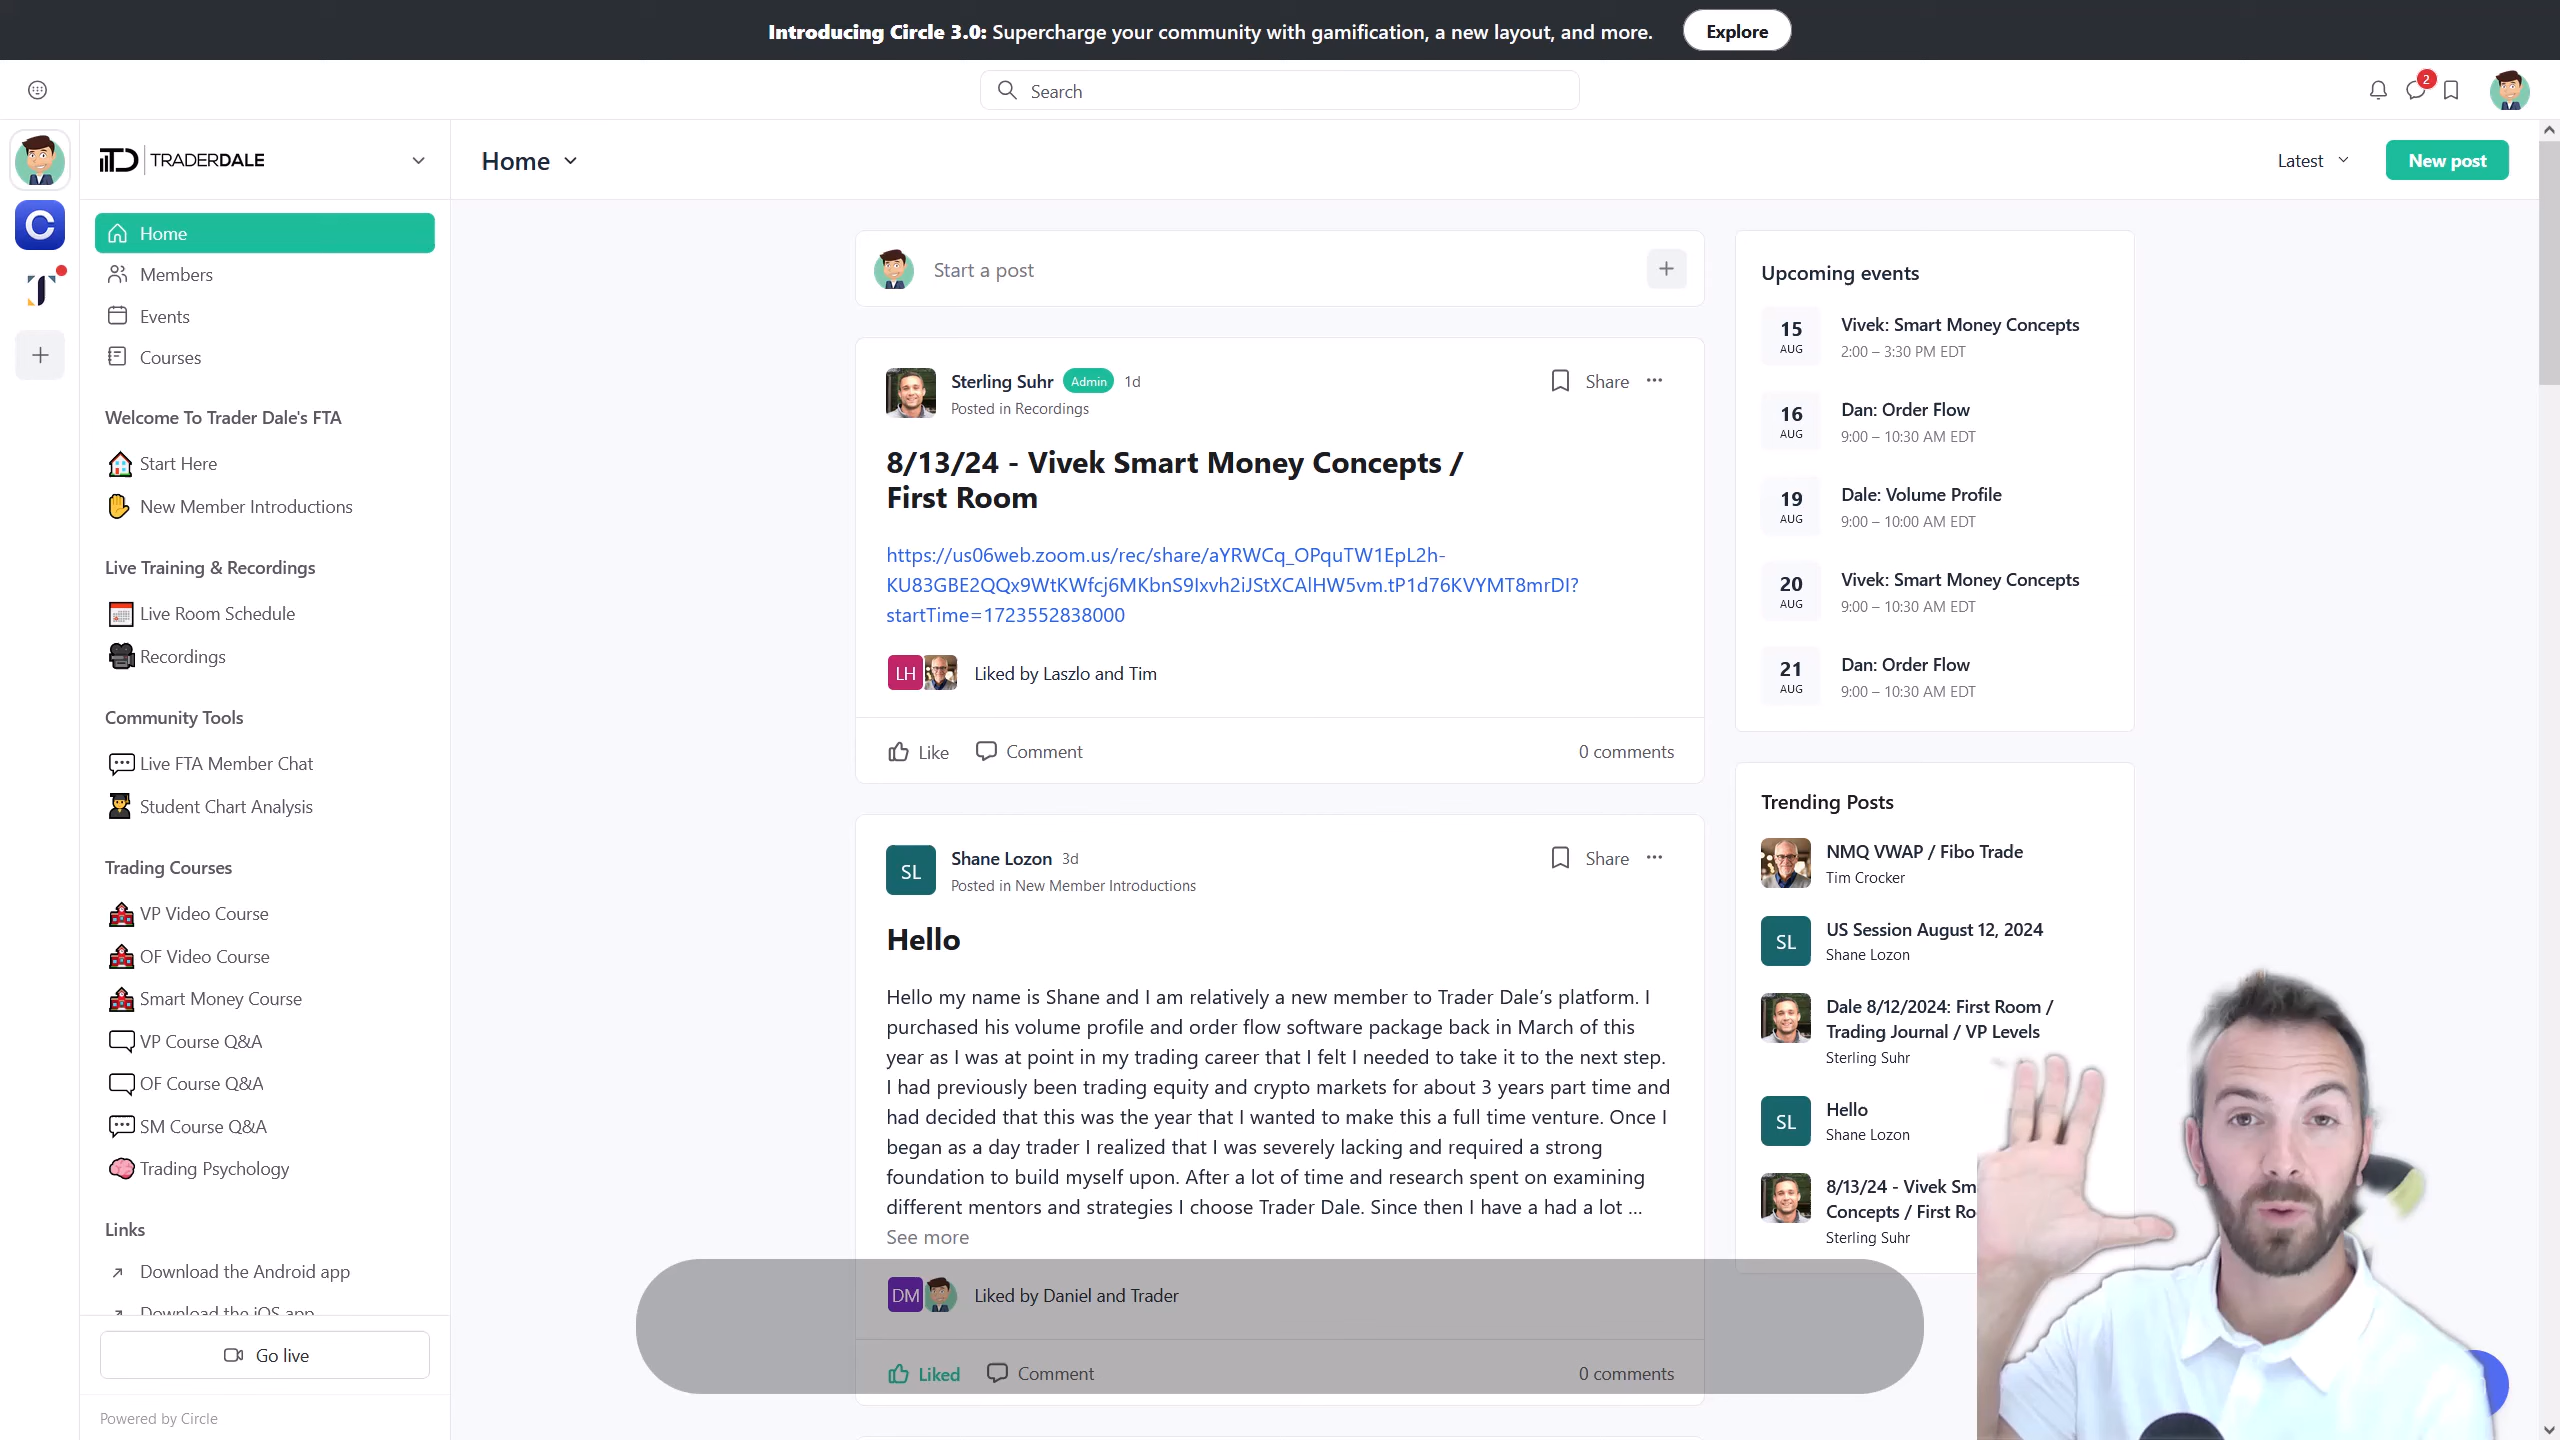 Introducing Circle 3.0: Supercharge your community with gamification, a new layout, and more.
Explore
Search
2
TD TRADERDALE
Home
Latest
New post
Home
Members
Events
Courses
Welcome To Trader Dale's FTA
Start Here
New Member Introductions
Live Training & Recordings
Live Room Schedule
Recordings
Community Tools
Live FTA Member Chat
Student Chart Analysis
Trading Courses
VP Video Course
OF Video Course
Smart Money Course
VP Course Q&A
OF Course Q&A
SM Course Q&A
Trading Psychology
Links
Download the Android app
Download the iOS app
Go live
Powered by Circle
Start a post
Sterling Suhr Admin 1d
Posted in Recordings
Share
8/13/24 - Vivek Smart Money Concepts /
First Room
https://us06web.zoom.us/rec/share/aYRWCq_OPquTW1EpL2h-
KU83GBE2QQx9WtKWfcj6MKbnS9Ixvh2iJStXCAlHW5vm.tP1d76KVYMT8mrDI?
startTime=1723552838000
LH
Liked by Laszlo and Tim
Like
Comment
0 comments
SL
Shane Lozon 3d
Posted in New Member Introductions
Share
Hello
Hello my name is Shane and I am relatively a new member to Trader Dale’s platform. I
purchased his volume profile and order flow software package back in March of this
year as I was at point in my trading career that I felt I needed to take it to the next step.
I had previously been trading equity and crypto markets for about 3 years part time and
had decided that this was the year that I wanted to make this a full time venture. Once I
began as a day trader I realized that I was severely lacking and required a strong
foundation to build myself upon. After a lot of time and research spent on examining
different mentors and strategies I choose Trader Dale. Since then I have a had a lot ...
See more
DM
Liked by Daniel and Trader
Liked
Comment
0 comments
Upcoming events
15
AUG
Vivek: Smart Money Concepts
2:00 – 3:30 PM EDT
16
AUG
Dan: Order Flow
9:00 – 10:30 AM EDT
19
AUG
Dale: Volume Profile
9:00 – 10:00 AM EDT
20
AUG
Vivek: Smart Money Concepts
9:00 – 10:30 AM EDT
21
AUG
Dan: Order Flow
9:00 – 10:30 AM EDT
Trending Posts
NMQ VWAP / Fibo Trade
Tim Crocker
SL
US Session August 12, 2024
Shane Lozon
Dale 8/12/2024: First Room /
Trading Journal / VP Levels
Sterling Suhr
SL
Hello
Shane Lozon
8/13/24 - Vivek Sm
Concepts / First Ro
Sterling Suhr